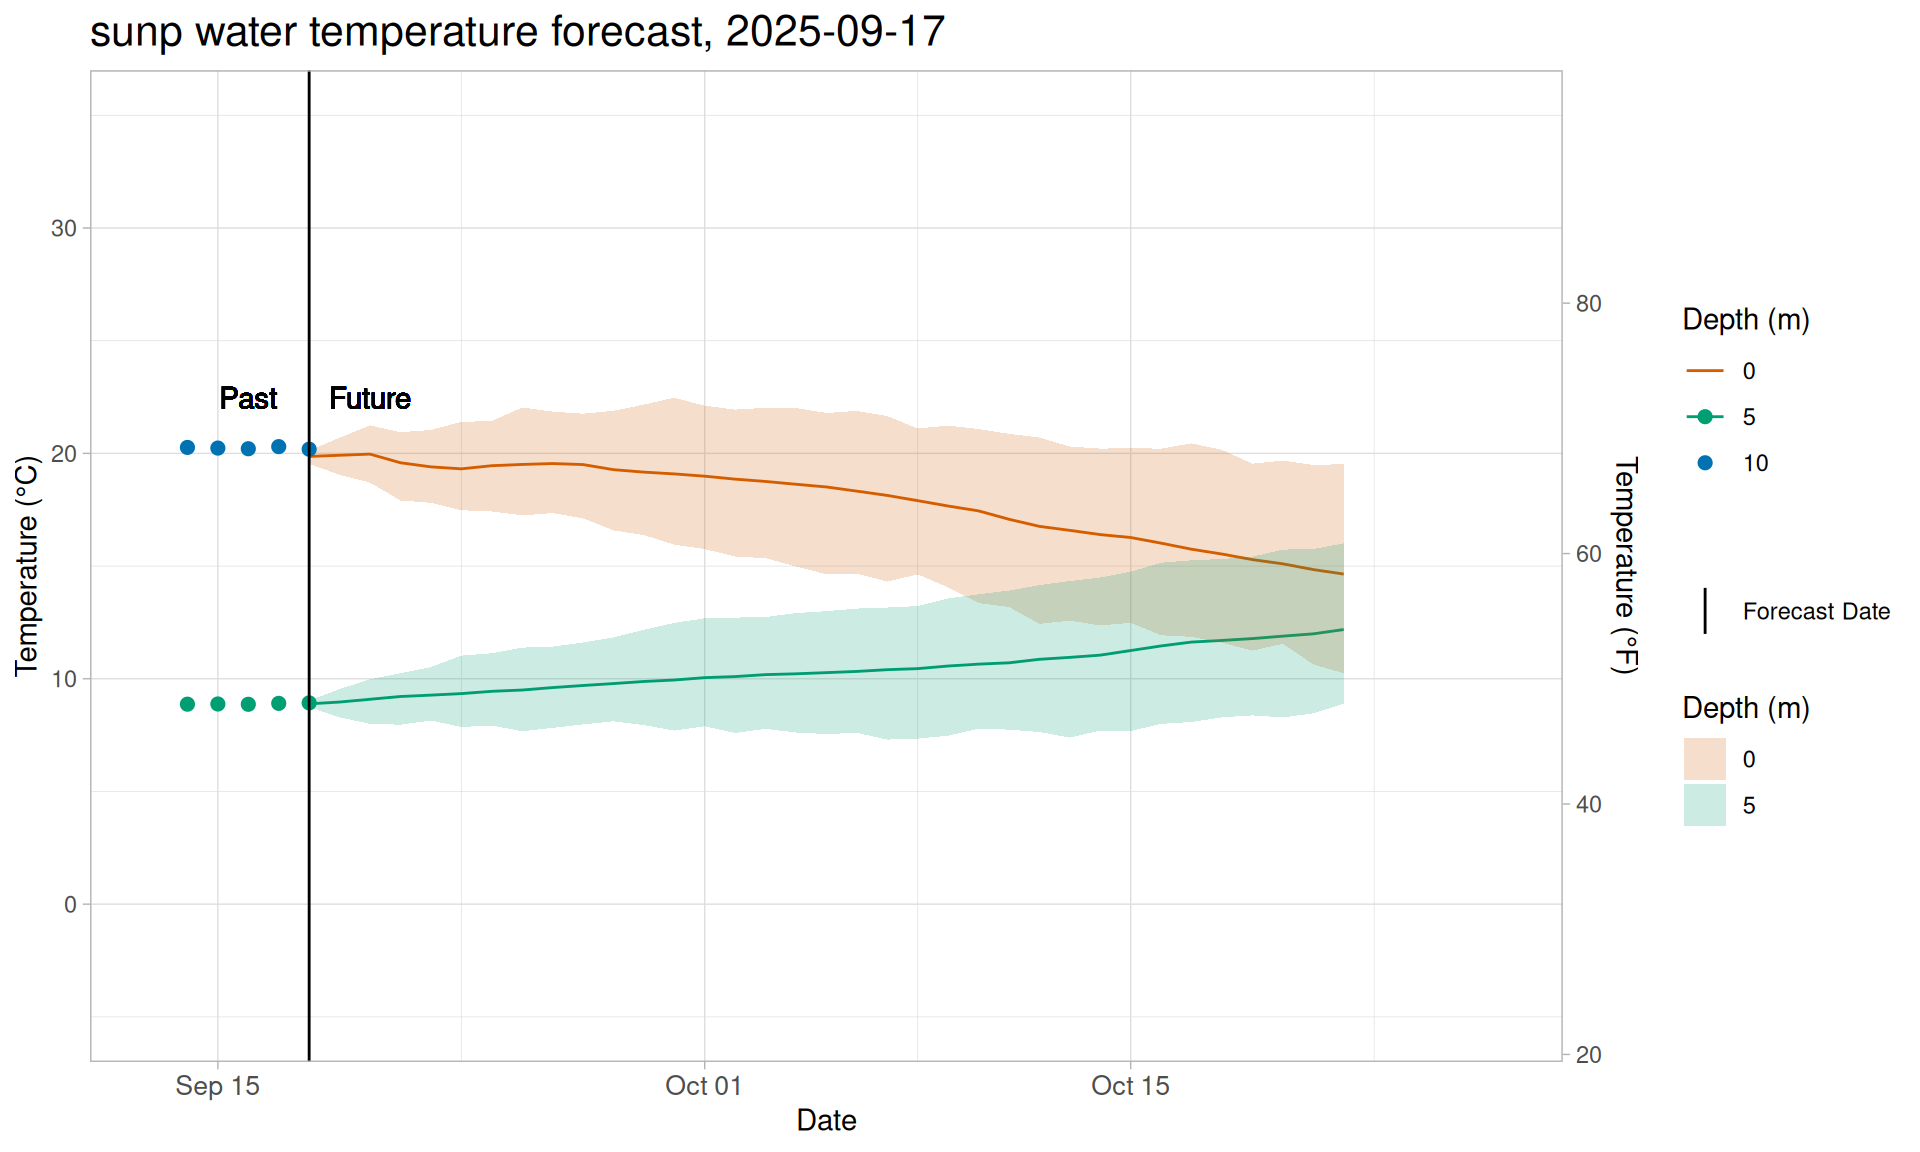 sunp water temperature forecast, 2025-09-17
Temperature (°C)
30
20
10
0
Past
Future
Sep 15
Oct 01
Oct 15
Date
80
60
40
20
Temperature (°F)
Depth (m)
0
5
10
Forecast Date
Depth (m)
0
5